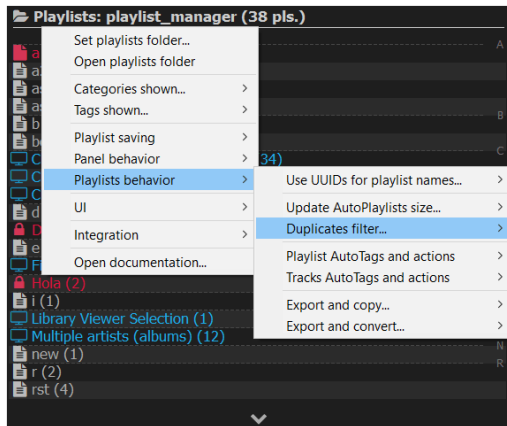 Playlists: playlist_manager (38 pls.)
Set playlists folder...
Open playlists folder
Categories shown...
Tags shown...
Playlist saving
Panel behavior
Playlists behavior
UI
Integration
Open documentation...
Use UUIDs for playlist names...
Update AutoPlaylists size...
Duplicates filter...
Playlist AutoTags and actions
Tracks AutoTags and actions
Export and copy...
Export and convert...
34)
Hola (2)
i (1)
Library Viewer Selection (1)
Multiple artists (albums) (12)
new (1)
r (2)
rst (4)
A
B
C
N
R